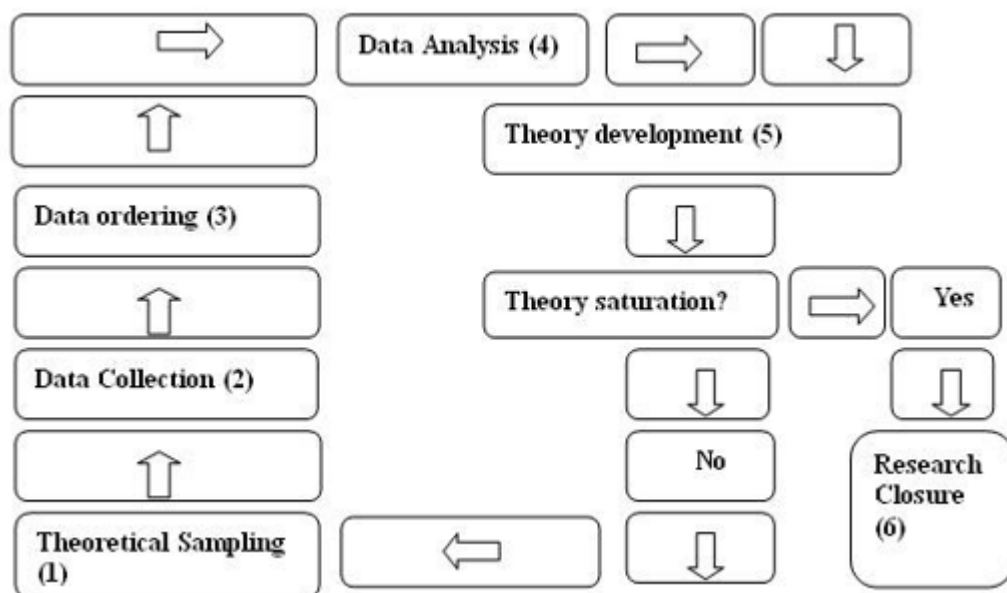 Data Analysis (4)
Theory development (5)
Data ordering (3)
Theory saturation?
Yes
Data Collection (2)
No
Research
Closure
(6)
Theoretical Sampling
(1)